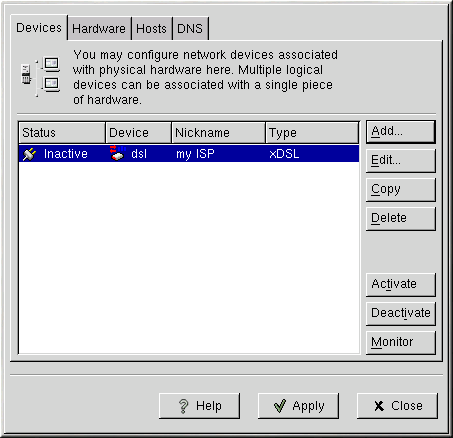 Devices Hardware Hosts DNS
You may configure network devices associated
with physical hardware here. Multiple logical
devices can be associated with a single piece
of hardware.
Status Device Nickname Type
Inactive dsl my ISP xDSL
Add...
Edit...
Copy
Delete
Activate
Deactivate
Monitor
Help Apply Close